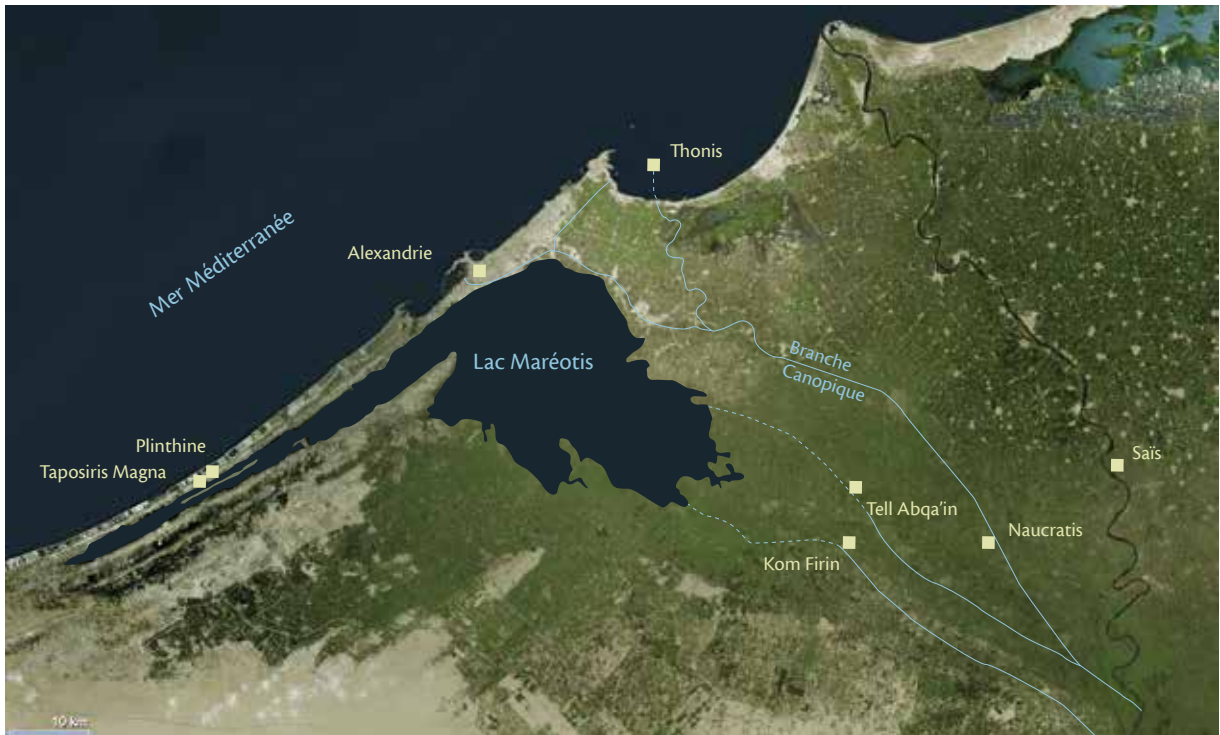 Thonis
Mer Méditerranée
Alexandrie
Lac Maréotis
Branche
Canopique
Plinthine
Taposiris Magna
Saïs
Tell Abqa'in
Naucratis
Kom Firin
10 km